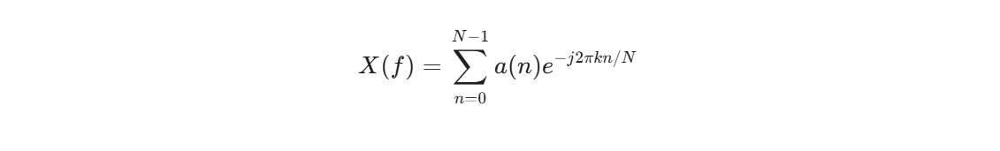 X(f) = \sum_{n=0}^{N-1} a(n)e^{-j2\pi kn/N}